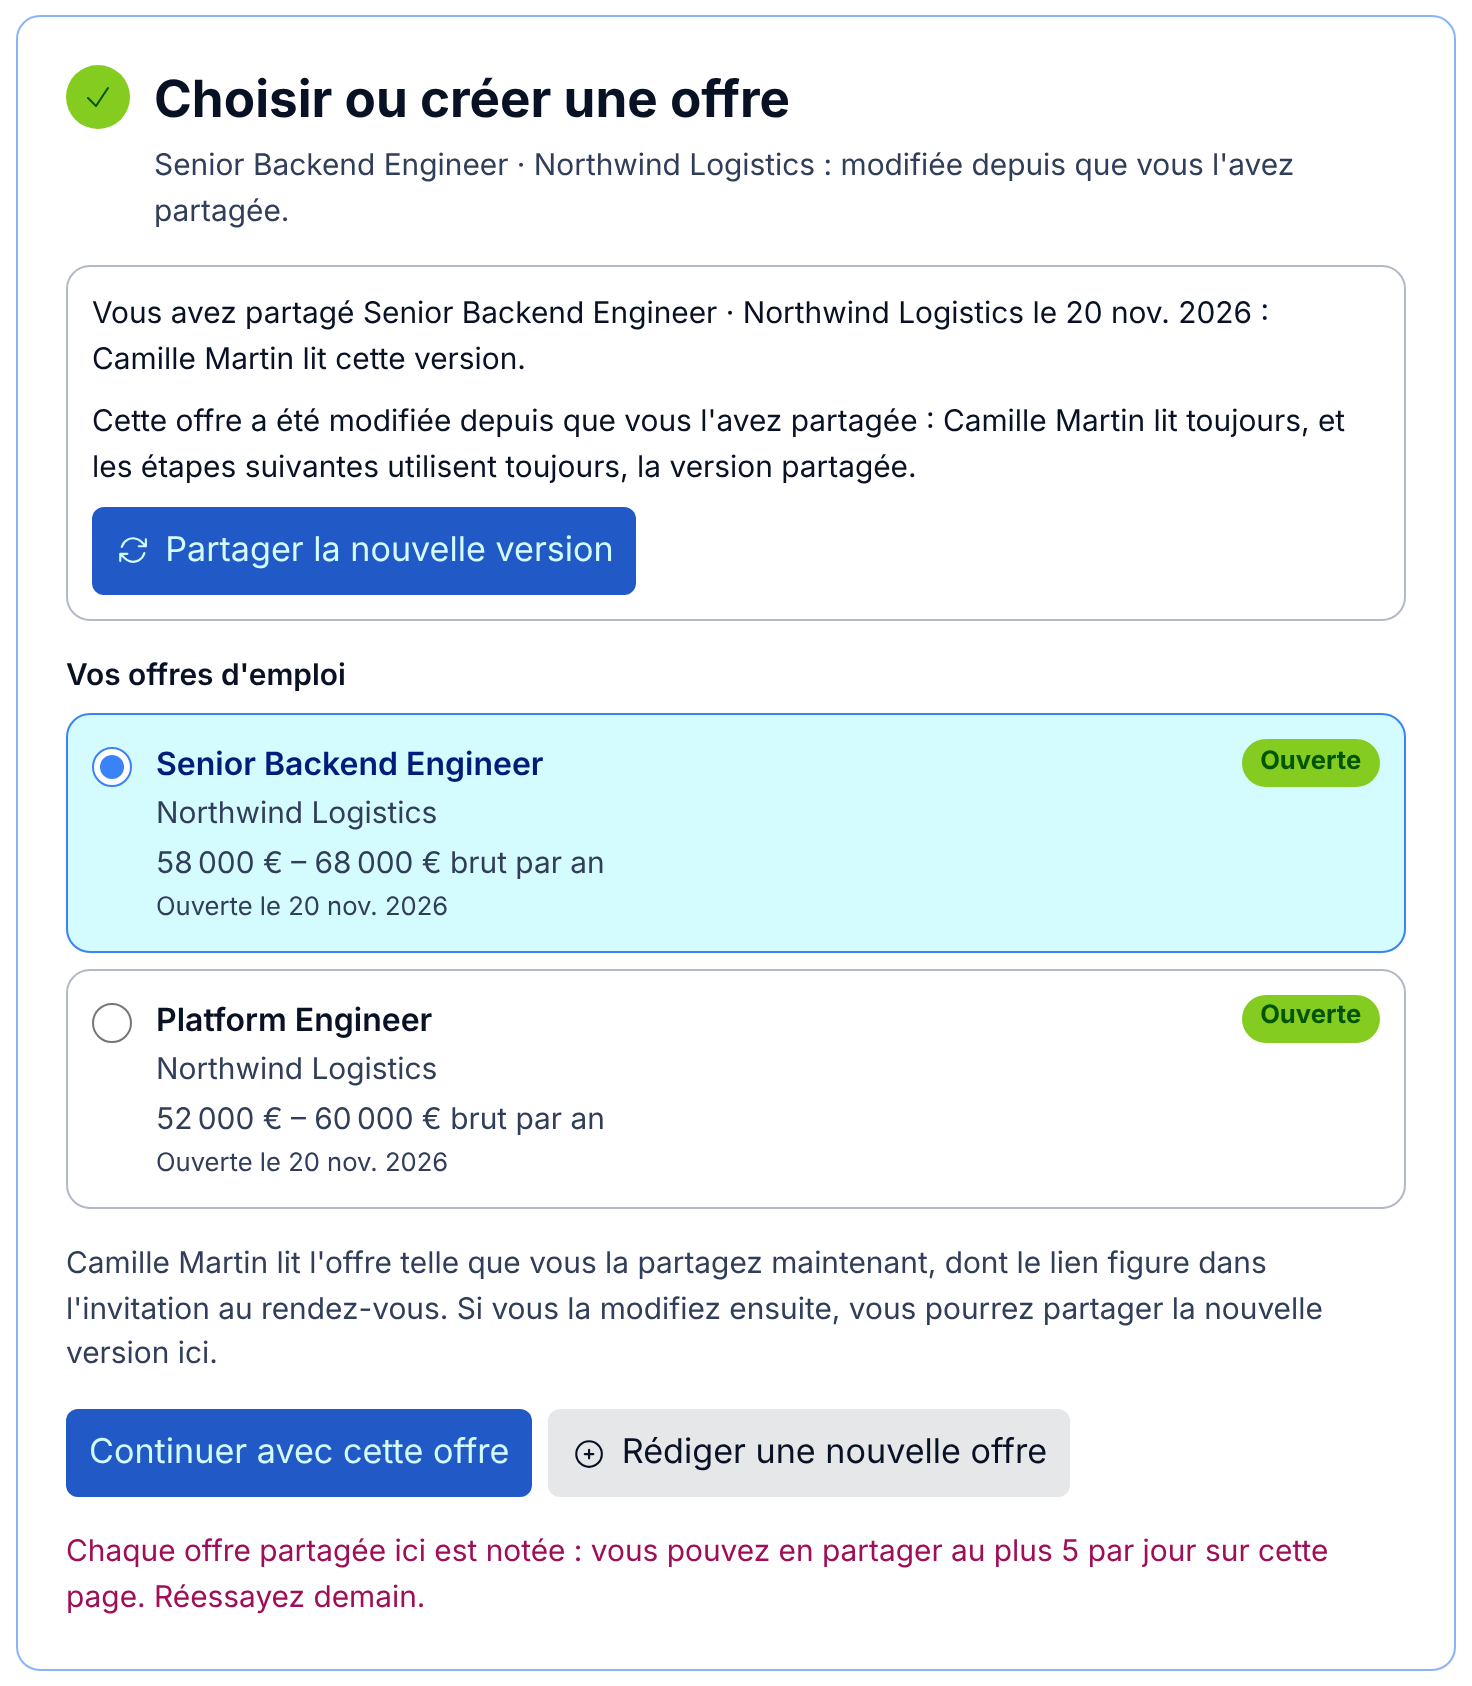 Choisir ou créer une offre
Senior Backend Engineer · Northwind Logistics : modifiée depuis que vous l'avez
partagée.
Vous avez partagé Senior Backend Engineer · Northwind Logistics le 20 nov. 2026 :
Camille Martin lit cette version.
Cette offre a été modifiée depuis que vous l'avez partagée : Camille Martin lit toujours, et
les étapes suivantes utilisent toujours, la version partagée.
Partager la nouvelle version
Vos offres d'emploi
Senior Backend Engineer
Ouverte
Northwind Logistics
58 000 € – 68 000 € brut par an
Ouverte le 20 nov. 2026
Platform Engineer
Ouverte
Northwind Logistics
52 000 € – 60 000 € brut par an
Ouverte le 20 nov. 2026
Camille Martin lit l'offre telle que vous la partagez maintenant, dont le lien figure dans
l'invitation au rendez-vous. Si vous la modifiez ensuite, vous pourrez partager la nouvelle
version ici.
Continuer avec cette offre
Rédiger une nouvelle offre
Chaque offre partagée ici est notée : vous pouvez en partager au plus 5 par jour sur cette
page. Réessayez demain.